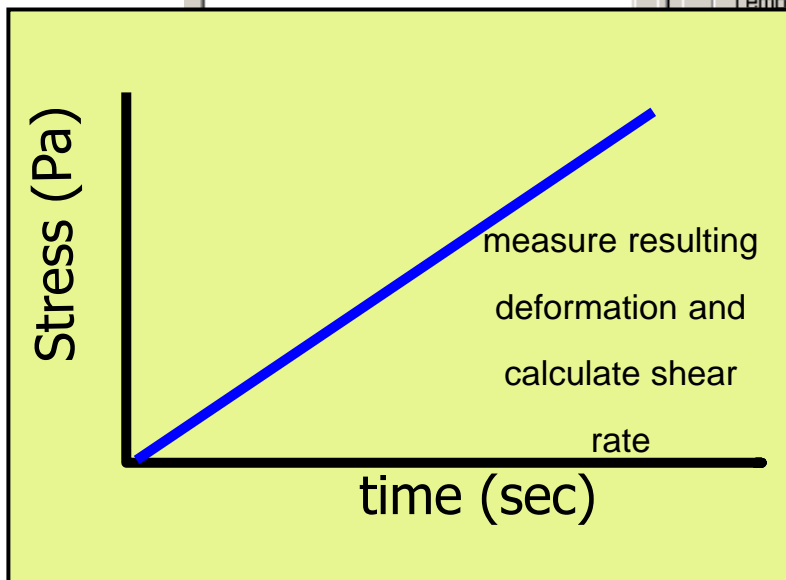 Stress (Pa)
measure resulting
deformation and
calculate shear
rate
time (sec)